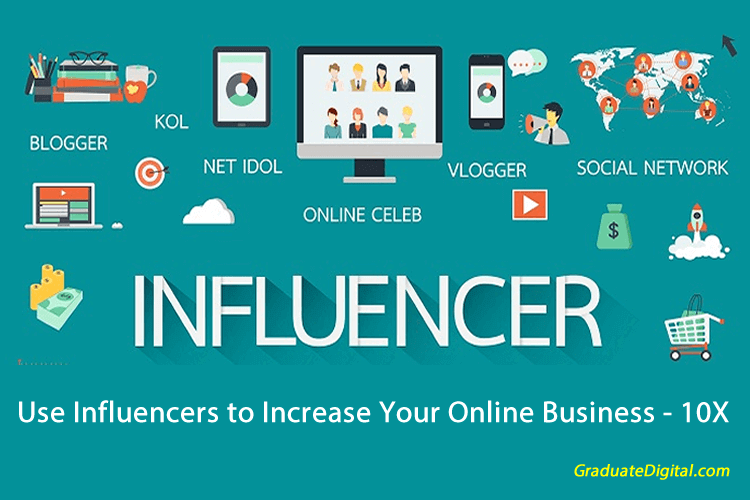 BLOGGER
KOL
NET IDOL
ONLINE CELEB
VLOGGER
SOCIAL NETWORK
$
INFLUENCER
Use Influencers to Increase Your Online Business - 10X
GraduateDigital.com